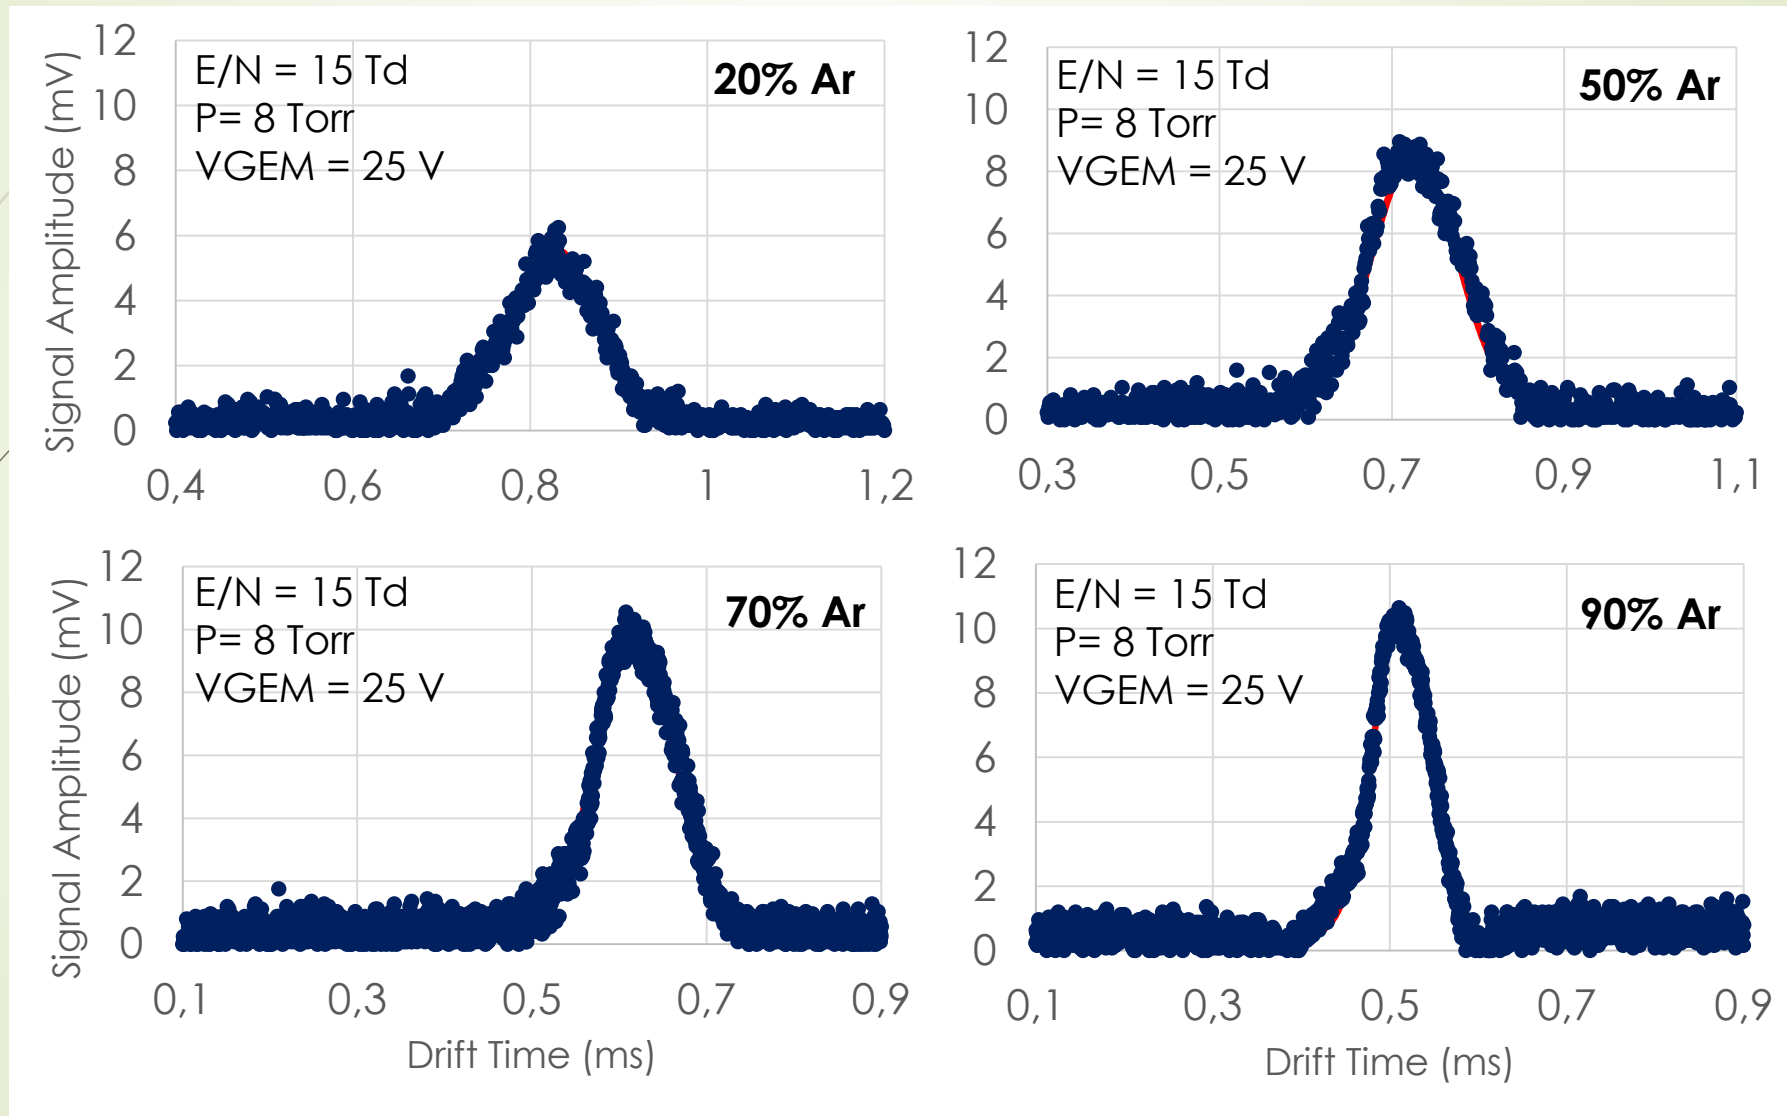 12
10
8
6
4
2
0
Signal Amplitude (mV)
E/N = 15 Td
P= 8 Torr
VGEM = 25 V
20% Ar
0,4
0,6
0,8
1
1,2
12
10
8
6
4
2
0
E/N = 15 Td
P= 8 Torr
VGEM = 25 V
50% Ar
0,3
0,5
0,7
0,9
1,1
12
10
8
6
4
2
0
Signal Amplitude (mV)
E/N = 15 Td
P= 8 Torr
VGEM = 25 V
70% Ar
0,1
0,3
0,5
0,7
0,9
Drift Time (ms)
12
10
8
6
4
2
0
E/N = 15 Td
P= 8 Torr
VGEM = 25 V
90% Ar
0,1
0,3
0,5
0,7
0,9
Drift Time (ms)